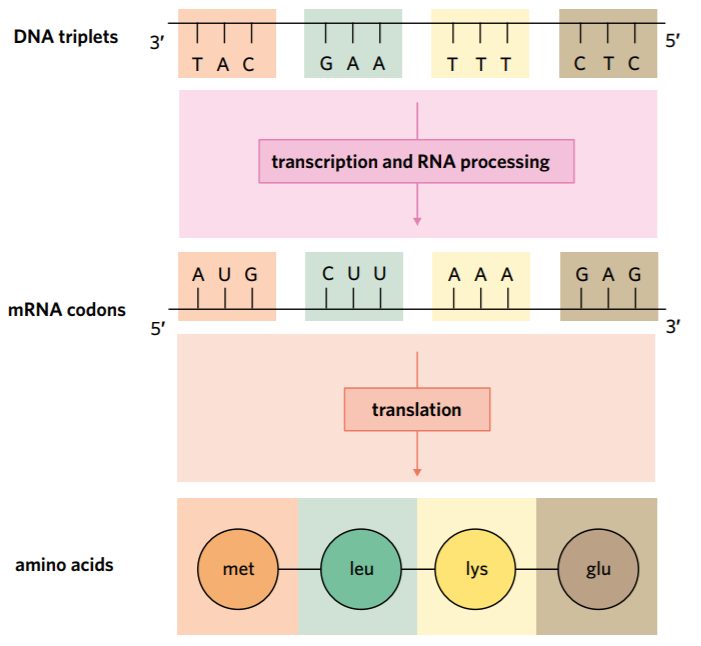 DNA triplets 3′ 5′
T A C G A A T T T C T C
transcription and RNA processing
A U G C U U A A A G A G
mRNA codons
5′ 3′
translation
amino acids met leu lys glu